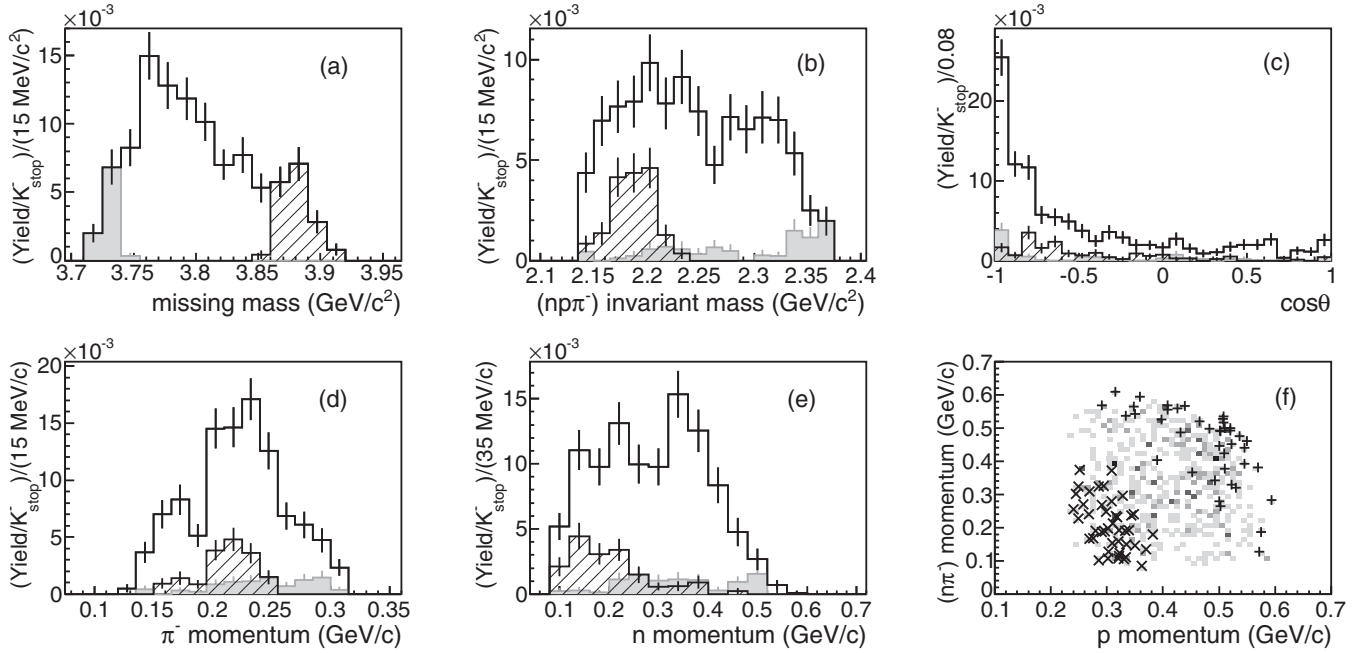 ×10⁻³
(a)
(Yield/K⁻stop)/(15 MeV/c²)
15
10
5
0
3.7 3.75 3.8 3.85 3.9 3.95
missing mass (GeV/c²)
×10⁻³
(b)
(Yield/K⁻stop)/(15 MeV/c²)
10
5
0
2.1 2.15 2.2 2.25 2.3 2.35 2.4
(npπ⁻) invariant mass (GeV/c²)
×10⁻³
(c)
(Yield/K⁻stop)/0.08
20
10
0
-1 -0.5 0 0.5 1
cosθ
×10⁻³
(d)
(Yield/K⁻stop)/(15 MeV/c)
20
15
10
5
0
0.1 0.2 0.25 0.35
π⁻ momentum (GeV/c)
×10⁻³
(e)
(Yield/K⁻stop)/(35 MeV/c)
15
10
5
0
0.1 0.2 0.3 0.4 0.5 0.6 0.7
n momentum (GeV/c)
(f)
(nπ⁻) momentum (GeV/c)
0.7
0.6
0.5
0.4
0.3
0.2
0.1
0
0.1 0.2 0.3 0.4 0.5 0.6 0.7
p momentum (GeV/c)